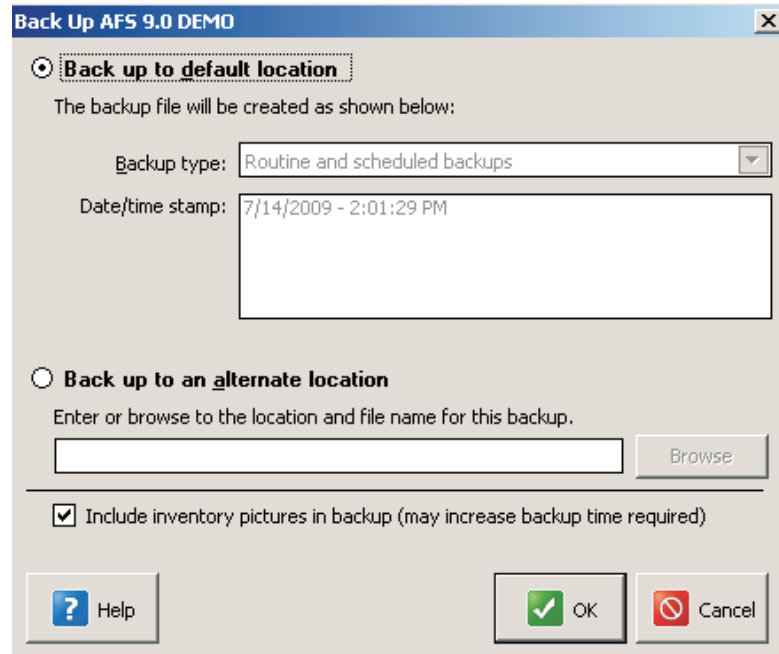 Back Up AFS 9.0 DEMO
Back up to default location
The backup file will be created as shown below:
Backup type: Routine and scheduled backups
Date/time stamp: 7/14/2009 - 2:01:29 PM
Back up to an alternate location
Enter or browse to the location and file name for this backup.
Browse
Include inventory pictures in backup (may increase backup time required)
? Help
OK
Cancel